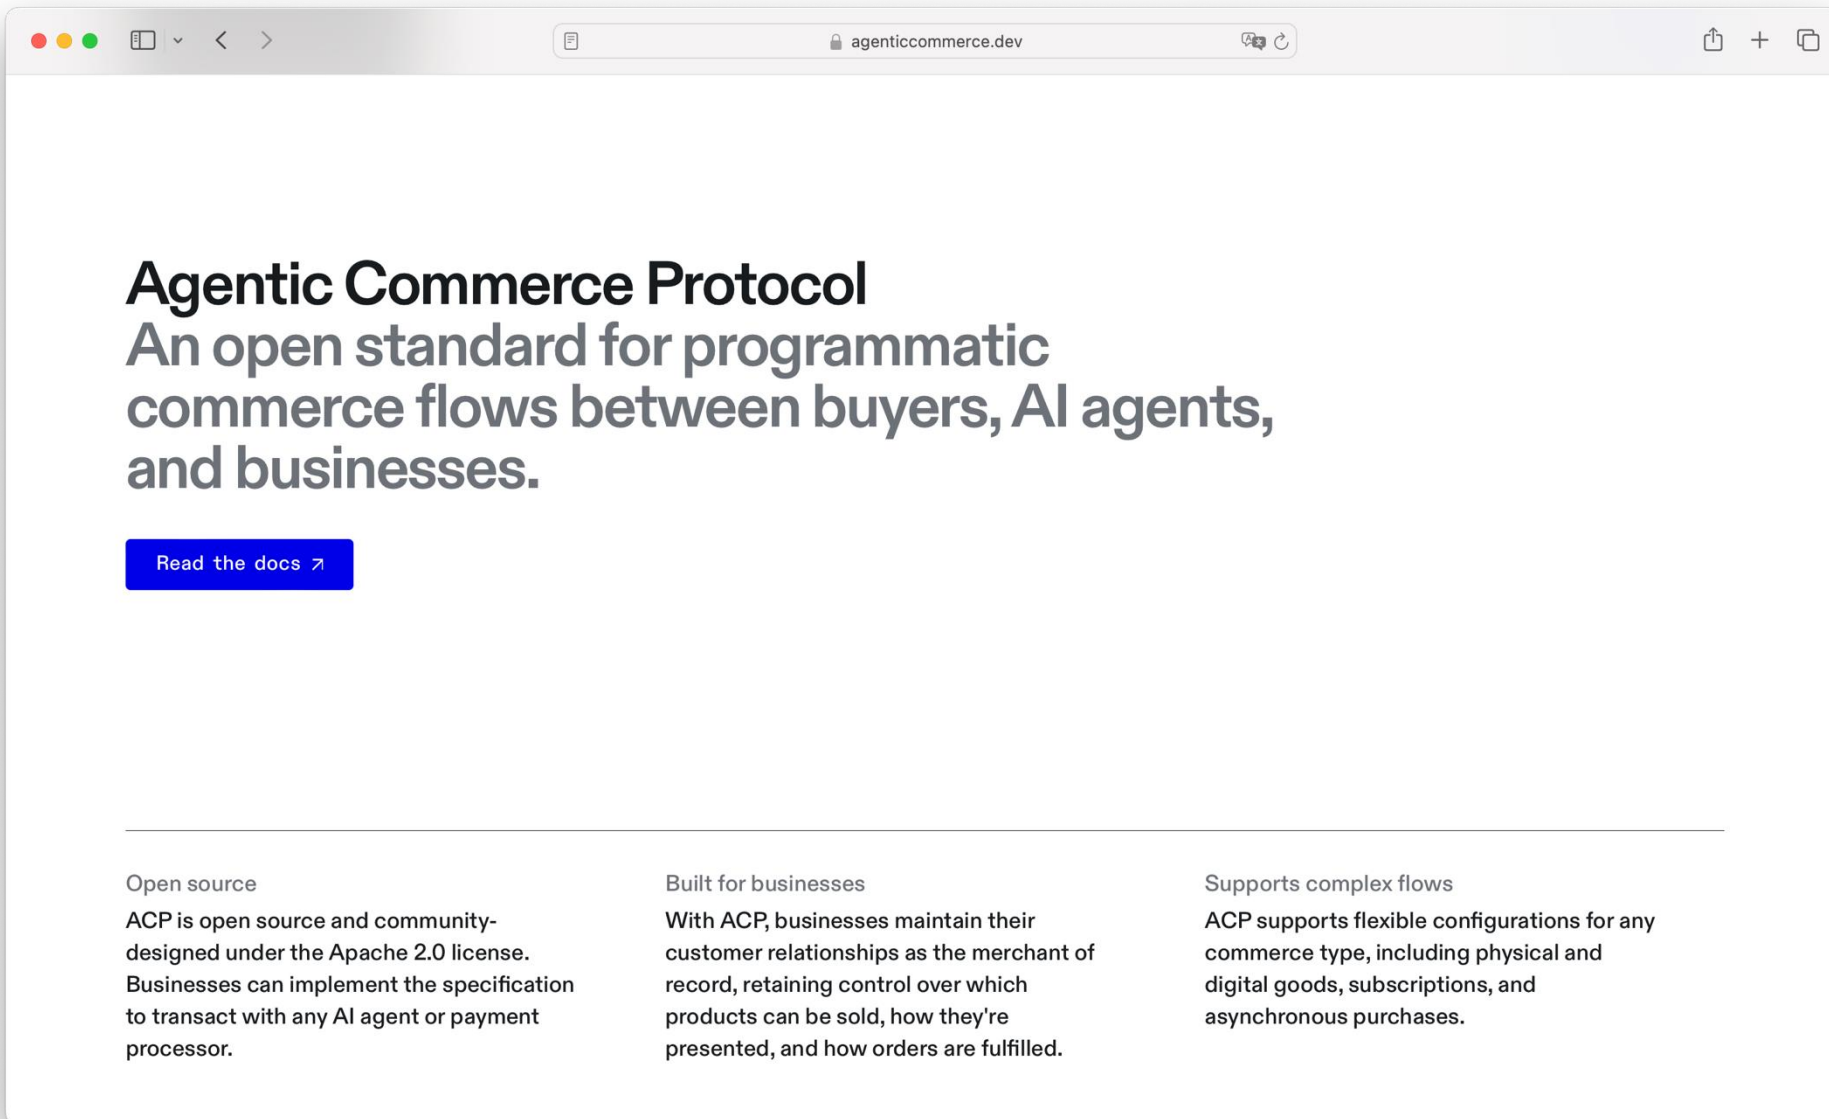 agenticcommerce.dev
Agentic Commerce Protocol
An open standard for programmatic
commerce flows between buyers, AI agents,
and businesses.
Read the docs ↗
Open source
ACP is open source and community-
designed under the Apache 2.0 license.
Businesses can implement the specification
to transact with any AI agent or payment
processor.
Built for businesses
With ACP, businesses maintain their
customer relationships as the merchant of
record, retaining control over which
products can be sold, how they're
presented, and how orders are fulfilled.
Supports complex flows
ACP supports flexible configurations for any
commerce type, including physical and
digital goods, subscriptions, and
asynchronous purchases.